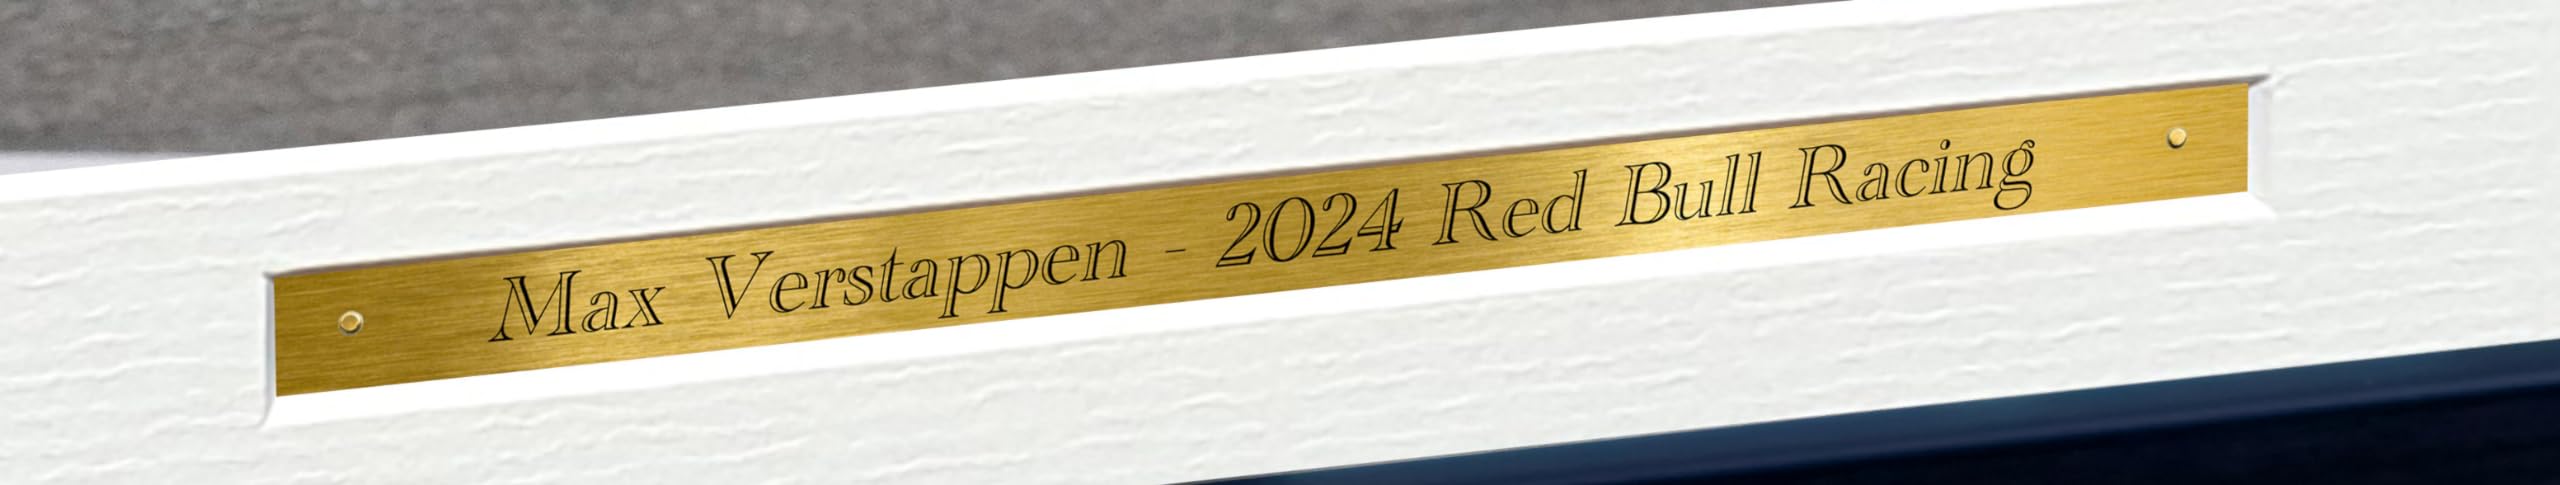 Max Verstappen - 2024 Red Bull Racing